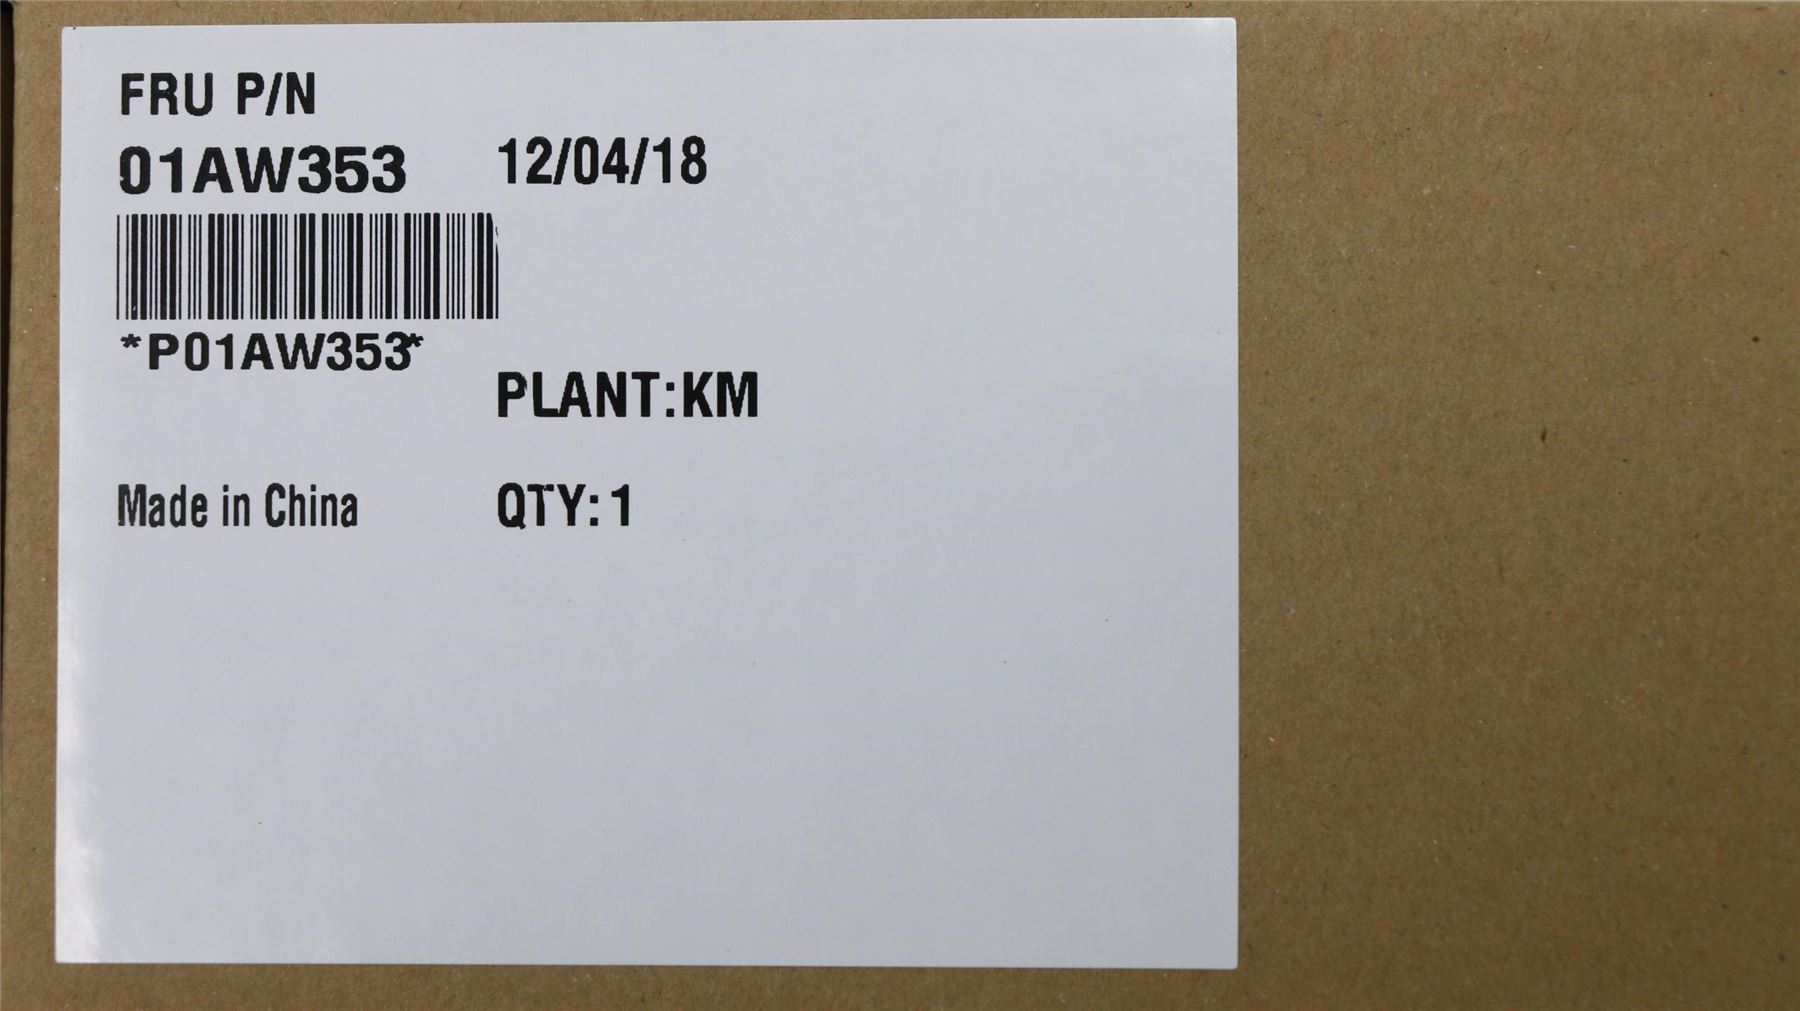 FRU P/N
01AW353 12/04/18
*P01AW353*
PLANT:KM
Made in China QTY: 1